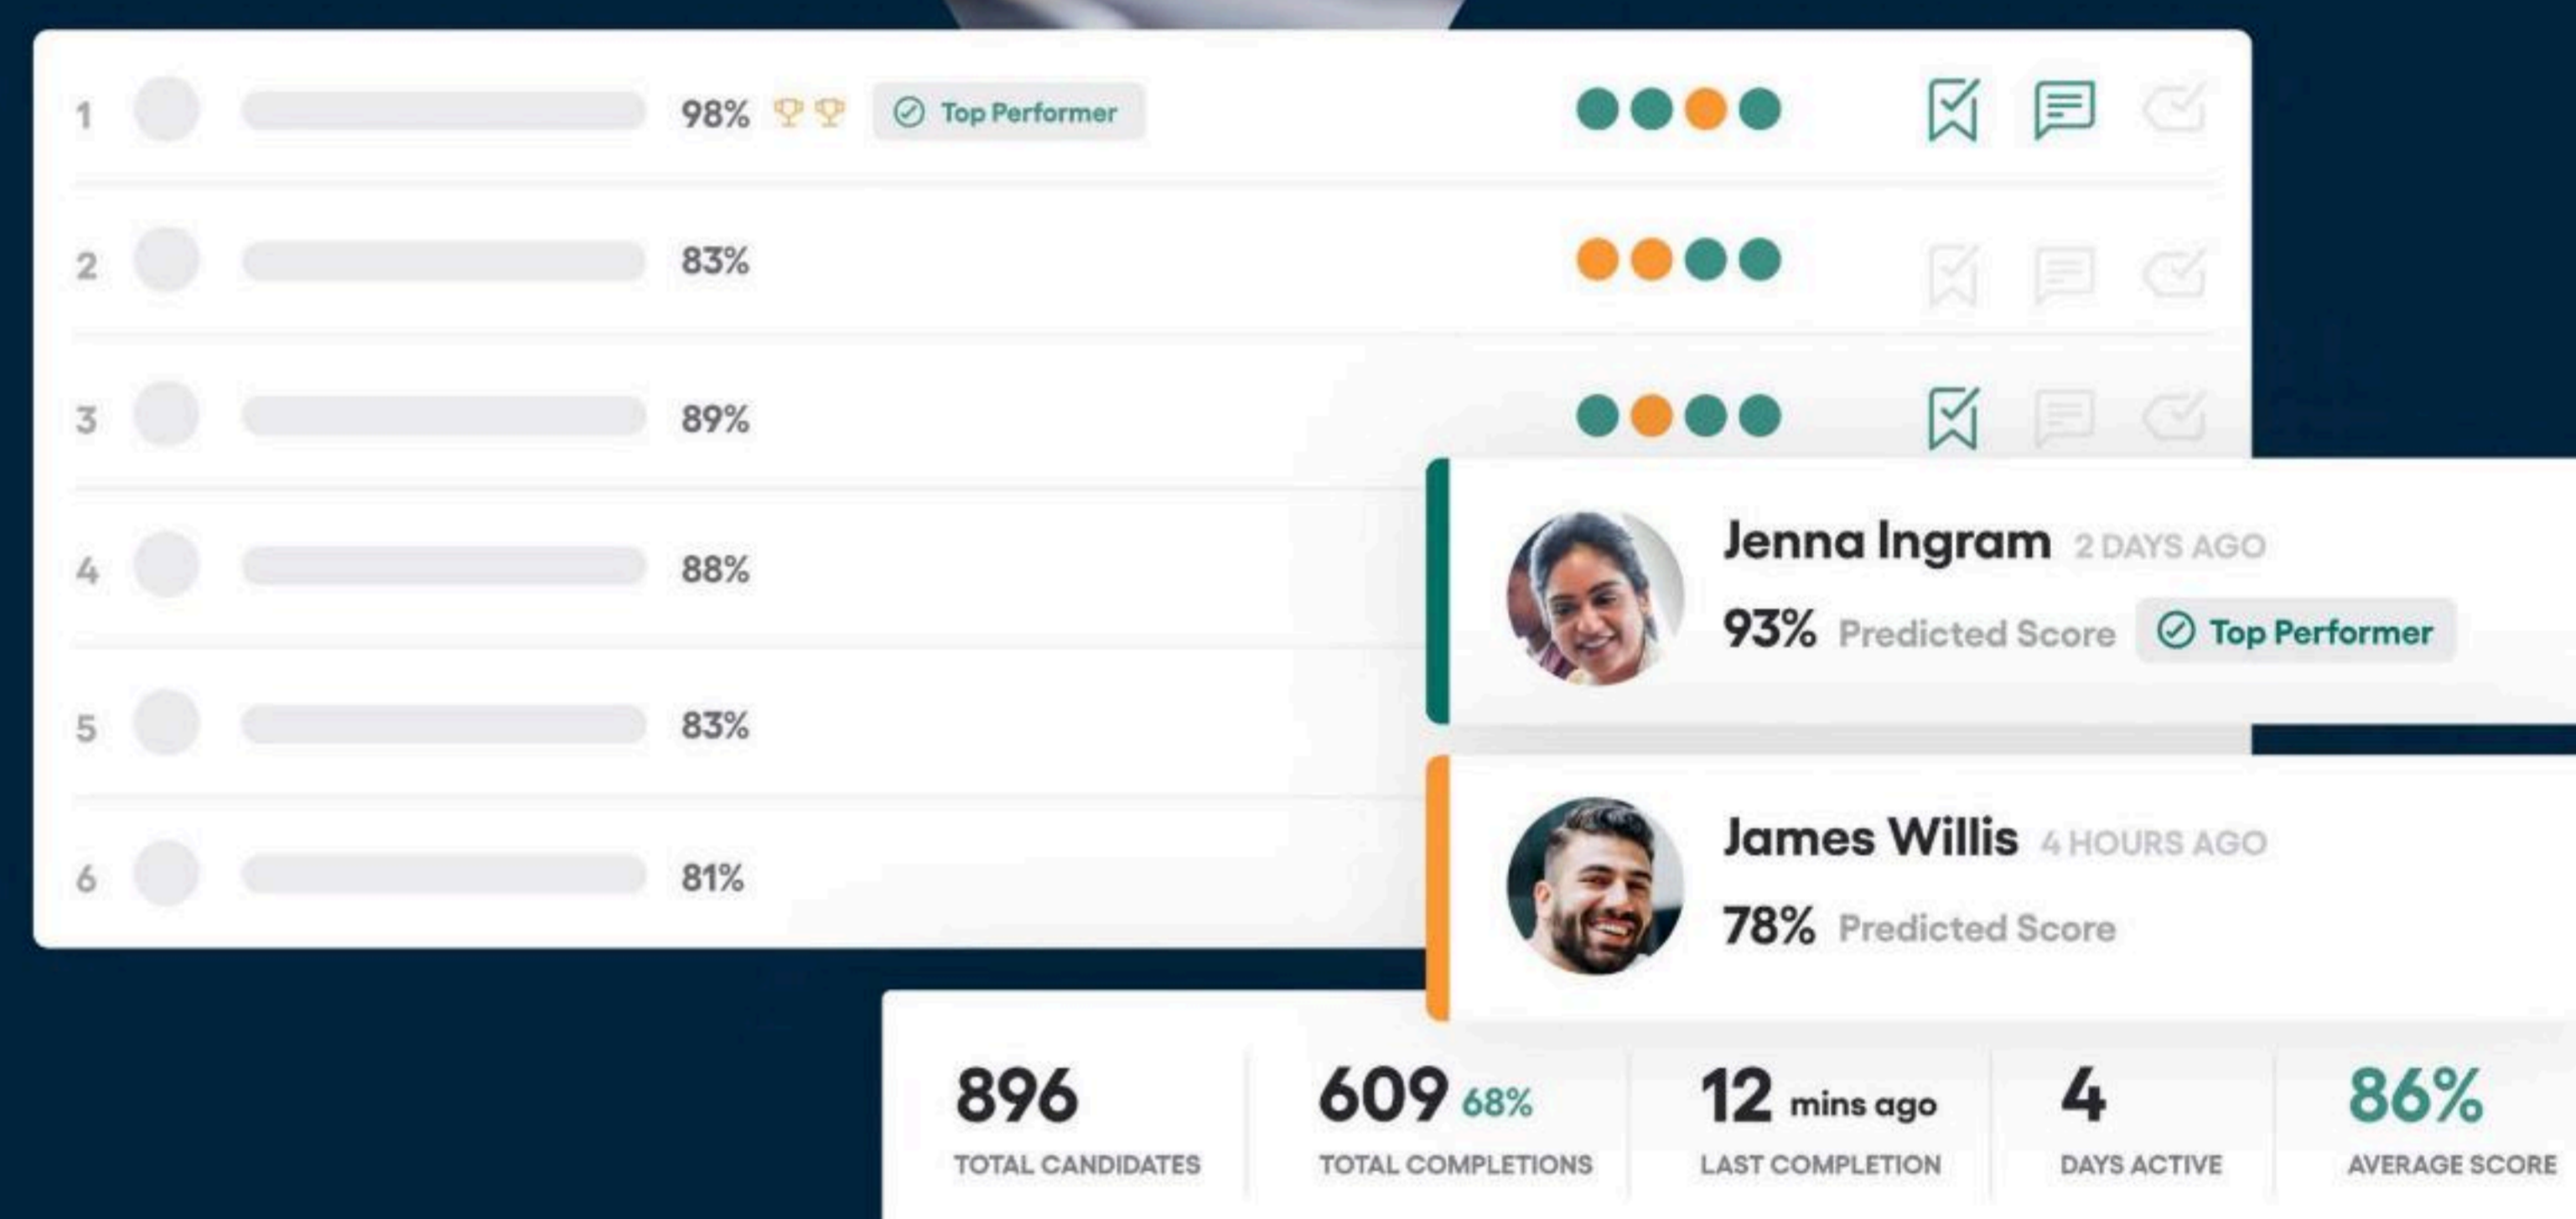 1 98% Top Performer
2 83%
3 89%
4 88%
5 83%
6 81%
Jenna Ingram 2 DAYS AGO
93% Predicted Score Top Performer
James Willis 4 HOURS AGO
78% Predicted Score
896 609 68% 12 mins ago 4 86%
TOTAL CANDIDATES TOTAL COMPLETIONS LAST COMPLETION DAYS ACTIVE AVERAGE SCORE